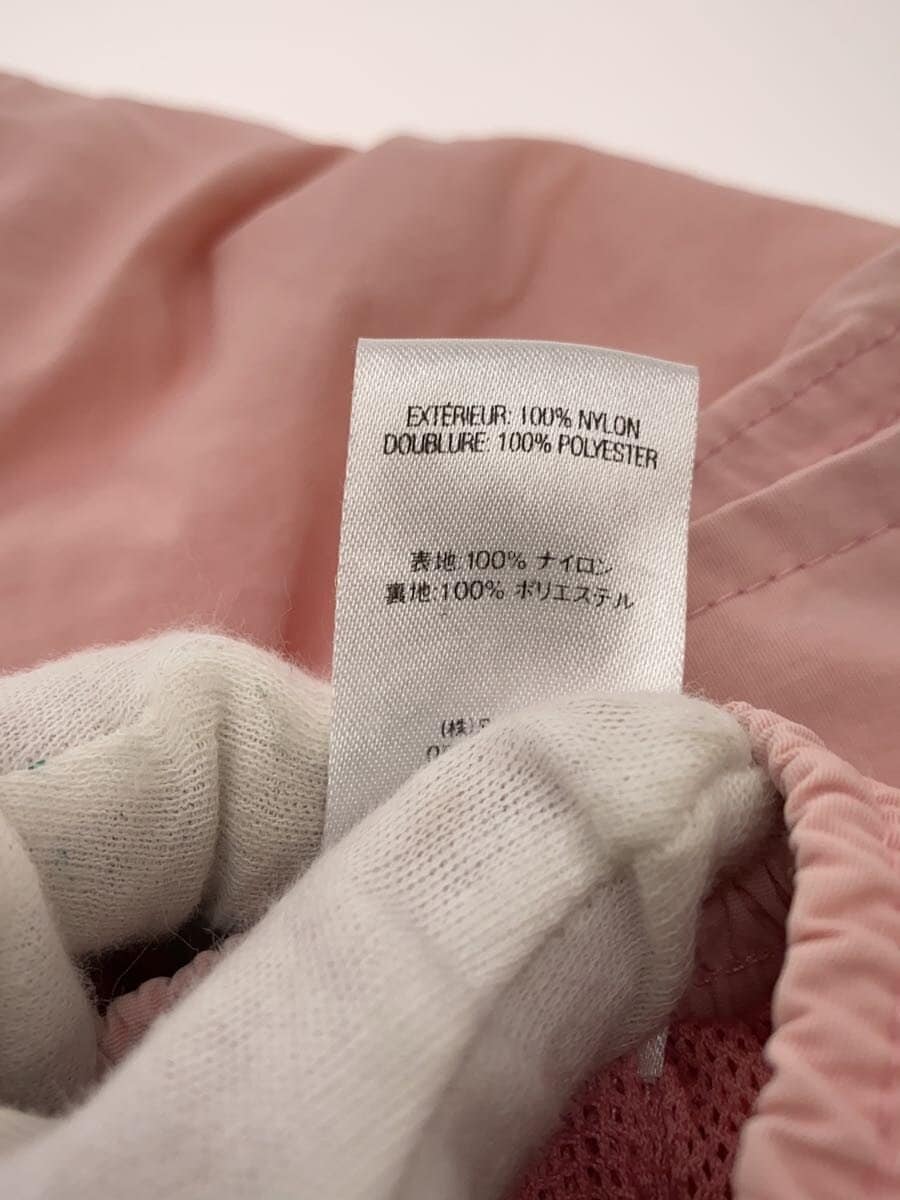 EXTÉRIEUR: 100% NYLON
DOUBLURE: 100% POLYESTER
表地:100% ナイロン
裏地:100% ポリエステル
(株)